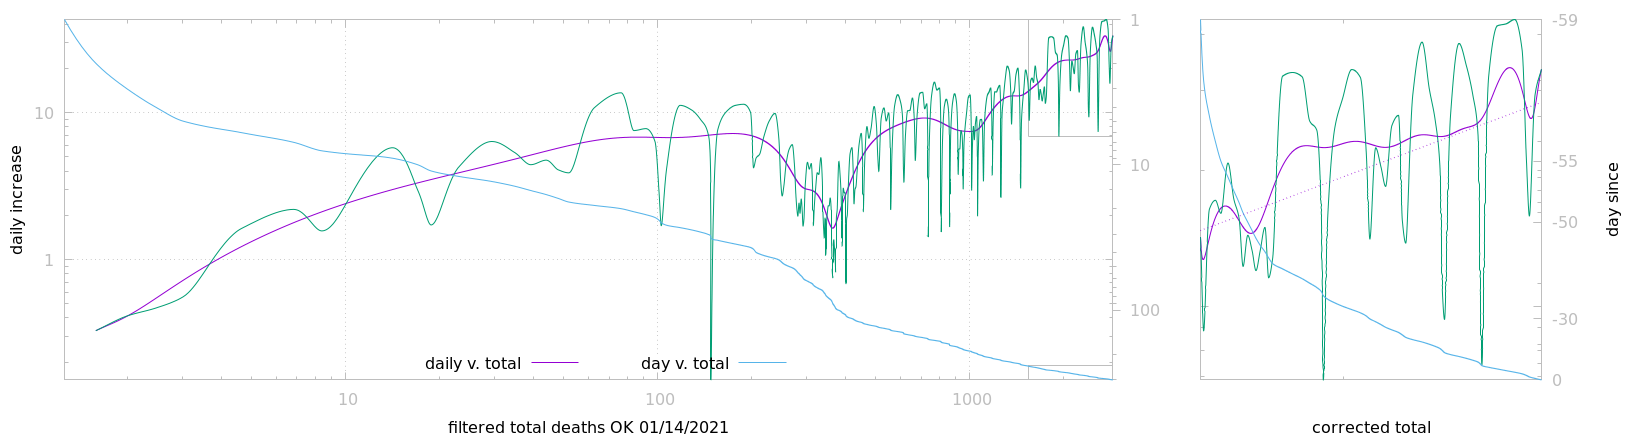 daily increase
10
1
10
100
1000
1
10
100
daily v. total
day v. total
filtered total deaths OK 01/14/2021
-59
-55
-50
-30
0
day since
corrected total